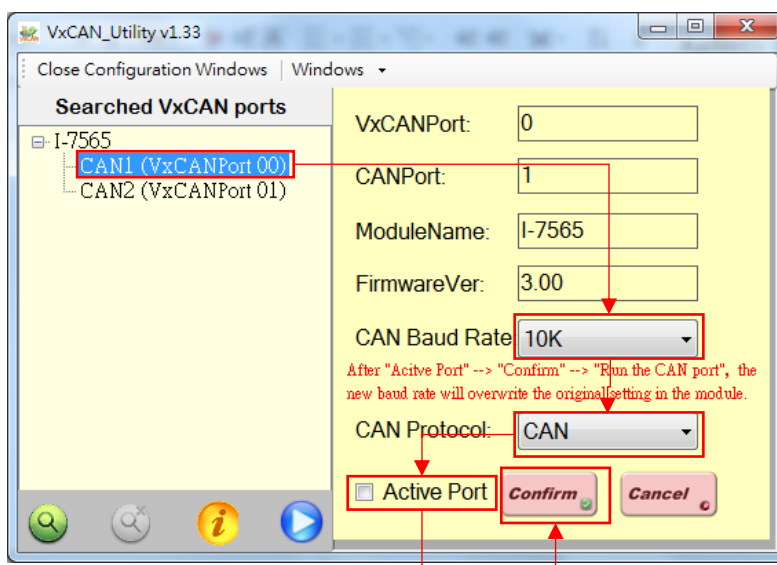 VxCAN_Utility v1.33
Close Configuration Windows Windows
Searched VxCAN ports
I-7565
CAN1 (VxCANPort 00)
CAN2 (VxCANPort 01)
VxCANPort: 0
CANPort: 1
ModuleName: I-7565
FirmwareVer: 3.00
CAN Baud Rate 10K
After "Acitve Port" --> "Confirm" --> "Run the CAN port", the
new baud rate will overwrite the original setting in the module.
CAN Protocol: CAN
Active Port Confirm Cancel